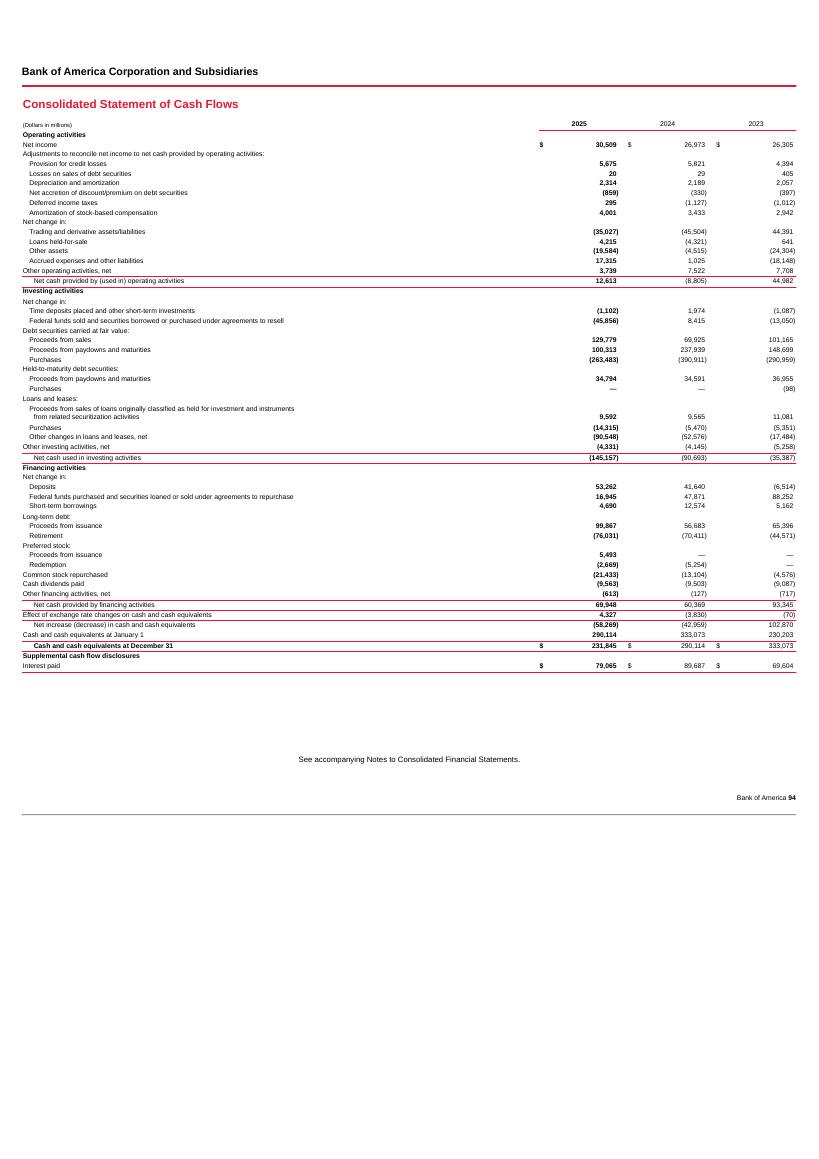 Bank of America Corporation and Subsidiaries
Consolidated Statement of Cash Flows
(Dollars in millions) 2025 2024 2023
Operating activities
Net income $ 30,509 $ 26,973 $ 26,305
Adjustments to reconcile net income to net cash provided by operating activities:
Provision for credit losses 5,675 5,821 4,394
Losses on sales of debt securities 20 29 405
Depreciation and amortization 2,314 2,189 2,057
Net accretion of discount/premium on debt securities (859) (330) (397)
Deferred income taxes 295 (1,127) (1,012)
Amortization of stock-based compensation 4,001 3,433 2,942
Net change in:
Trading and derivative assets/liabilities (35,027) (45,504) 44,391
Loans held-for-sale 4,215 (4,321) 641
Other assets (19,584) (4,515) (24,304)
Accrued expenses and other liabilities 17,315 1,025 (18,148)
Other operating activities, net 3,739 7,522 7,708
Net cash provided by (used in) operating activities 12,613 (8,805) 44,982
Investing activities
Net change in:
Time deposits placed and other short-term investments (1,102) 1,974 (1,087)
Federal funds sold and securities borrowed or purchased under agreements to resell (45,856) 8,415 (13,050)
Debt securities carried at fair value:
Proceeds from sales 129,779 69,925 101,165
Proceeds from paydowns and maturities 100,313 237,939 148,699
Purchases (263,483) (390,911) (290,959)
Held-to-maturity debt securities:
Proceeds from paydowns and maturities 34,794 34,591 36,955
Purchases — — (98)
Loans and leases:
Proceeds from sales of loans originally classified as held for investment and instruments
from related securitization activities 9,592 9,565 11,081
Purchases (14,315) (5,470) (5,351)
Other changes in loans and leases, net (90,548) (52,576) (17,484)
Other investing activities, net (4,331) (4,145) (5,258)
Net cash used in investing activities (145,157) (90,693) (35,387)
Financing activities
Net change in:
Deposits 53,262 41,640 (6,514)
Federal funds purchased and securities loaned or sold under agreements to repurchase 16,945 47,871 88,252
Short-term borrowings 4,690 12,574 5,162
Long-term debt:
Proceeds from issuance 99,867 56,683 65,396
Retirement (76,031) (70,411) (44,571)
Preferred stock:
Proceeds from issuance 5,493 — —
Redemption (2,669) (5,254) —
Common stock repurchased (21,433) (13,104) (4,576)
Cash dividends paid (9,563) (9,503) (9,087)
Other financing activities, net (613) (127) (717)
Net cash provided by financing activities 69,948 60,369 93,345
Effect of exchange rate changes on cash and cash equivalents 4,327 (3,830) (70)
Net increase (decrease) in cash and cash equivalents (58,269) (42,959) 102,870
Cash and cash equivalents at January 1 290,114 333,073 230,203
Cash and cash equivalents at December 31 $ 231,845 $ 290,114 $ 333,073
Supplemental cash flow disclosures
Interest paid $ 79,065 $ 89,687 $ 69,604
See accompanying Notes to Consolidated Financial Statements.
Bank of America 94